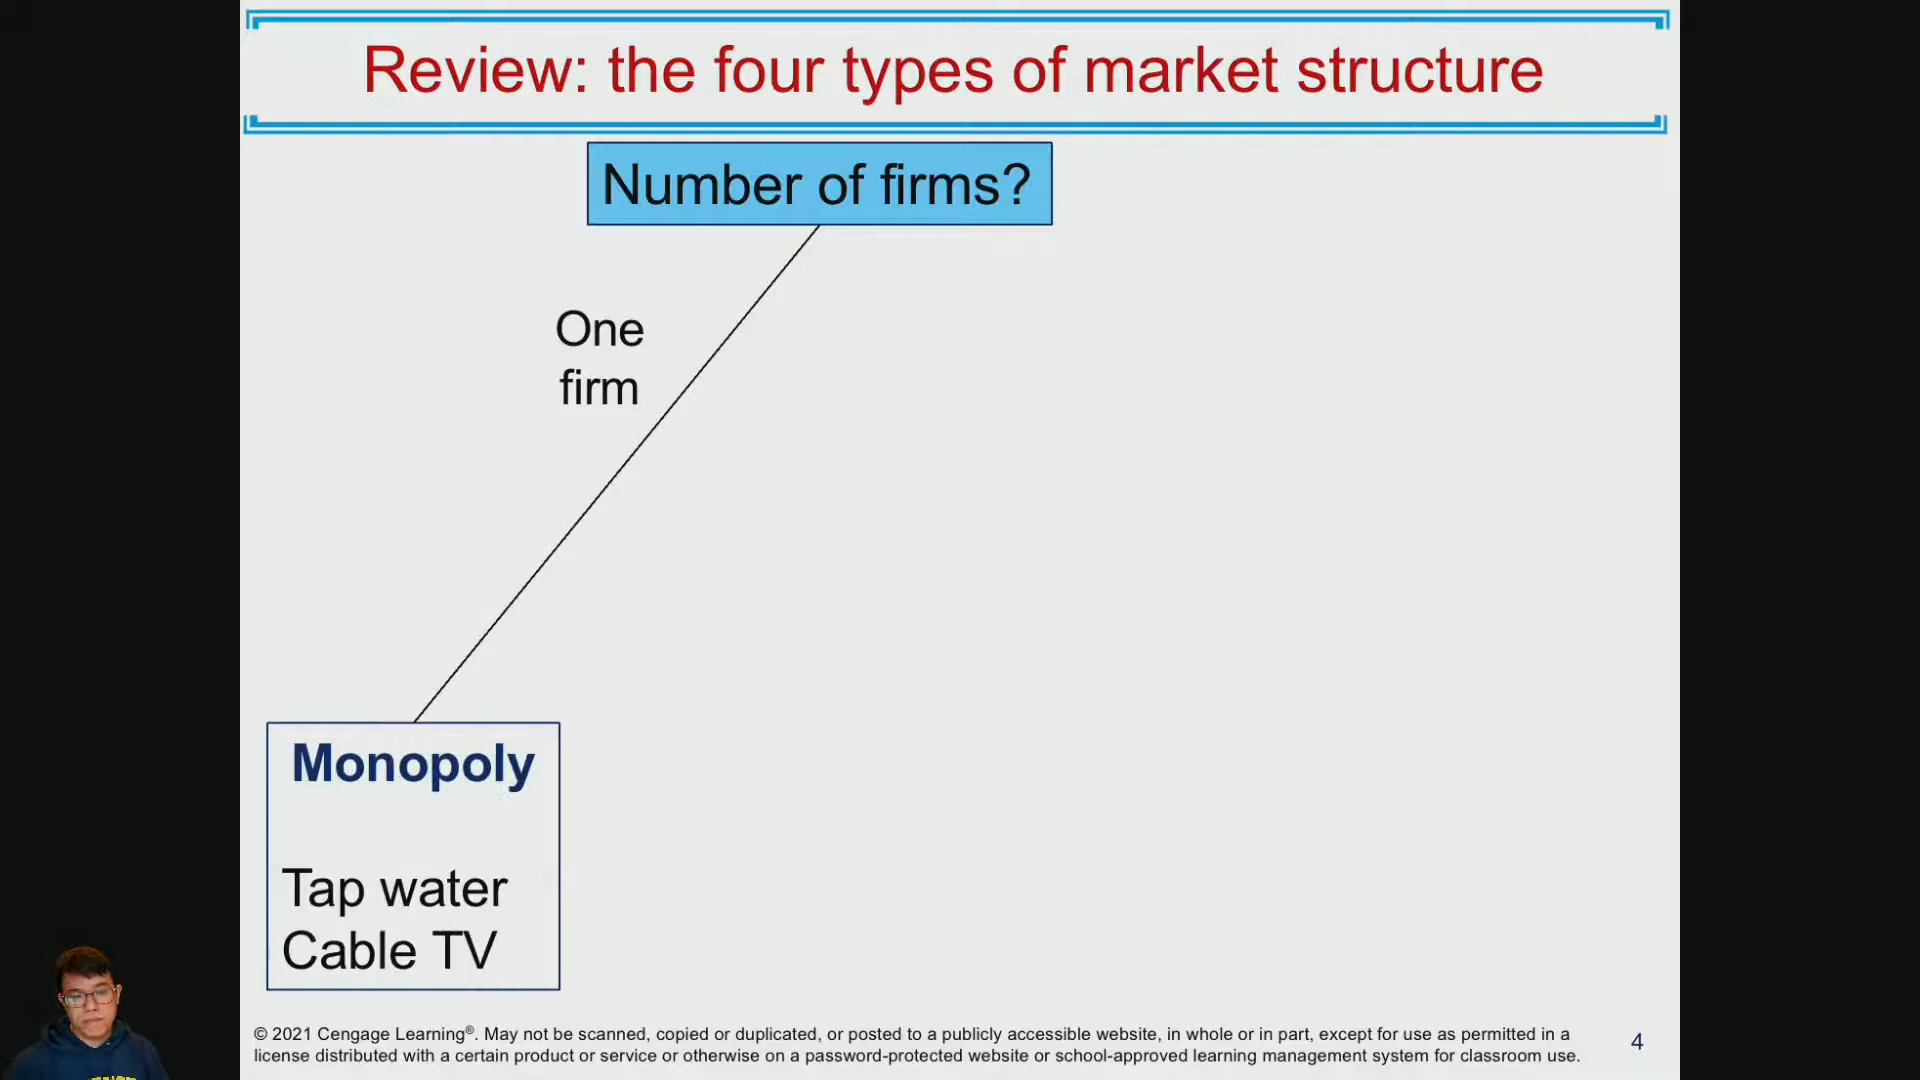 Review: the four types of market structure
Number of firms?
One
firm
Monopoly
Tap water
Cable TV
© 2021 Cengage Learning®. May not be scanned, copied or duplicated, or posted to a publicly accessible website, in whole or in part, except for use as permitted in a
license distributed with a certain product or service or otherwise on a password-protected website or school-approved learning management system for classroom use.
4